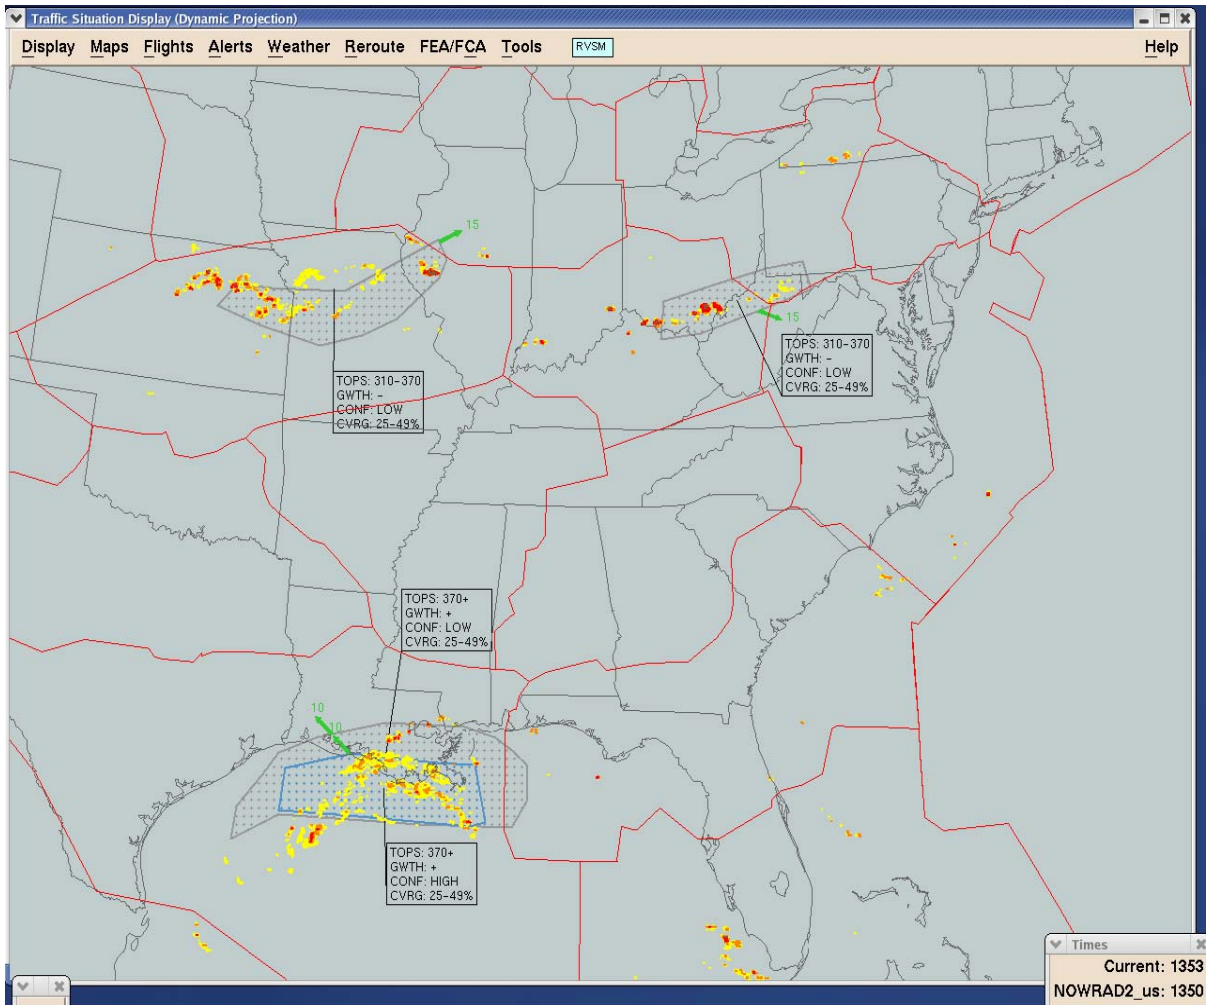 Traffic Situation Display (Dynamic Projection)
Display Maps Flights Alerts Weather Reroute FEA/FCA Tools RVSM Help
15
15
TOPS: 310-370
GWTH: -
CONF: LOW
CVRG: 25-49%
TOPS: 310-370
GWTH: -
CONF: LOW
CVRG: 25-49%
TOPS: 370+
GWTH: +
CONF: LOW
CVRG: 25-49%
10
10
TOPS: 370+
GWTH: +
CONF: HIGH
CVRG: 25-49%
Times
Current: 1353
NOWRAD2_us: 1350